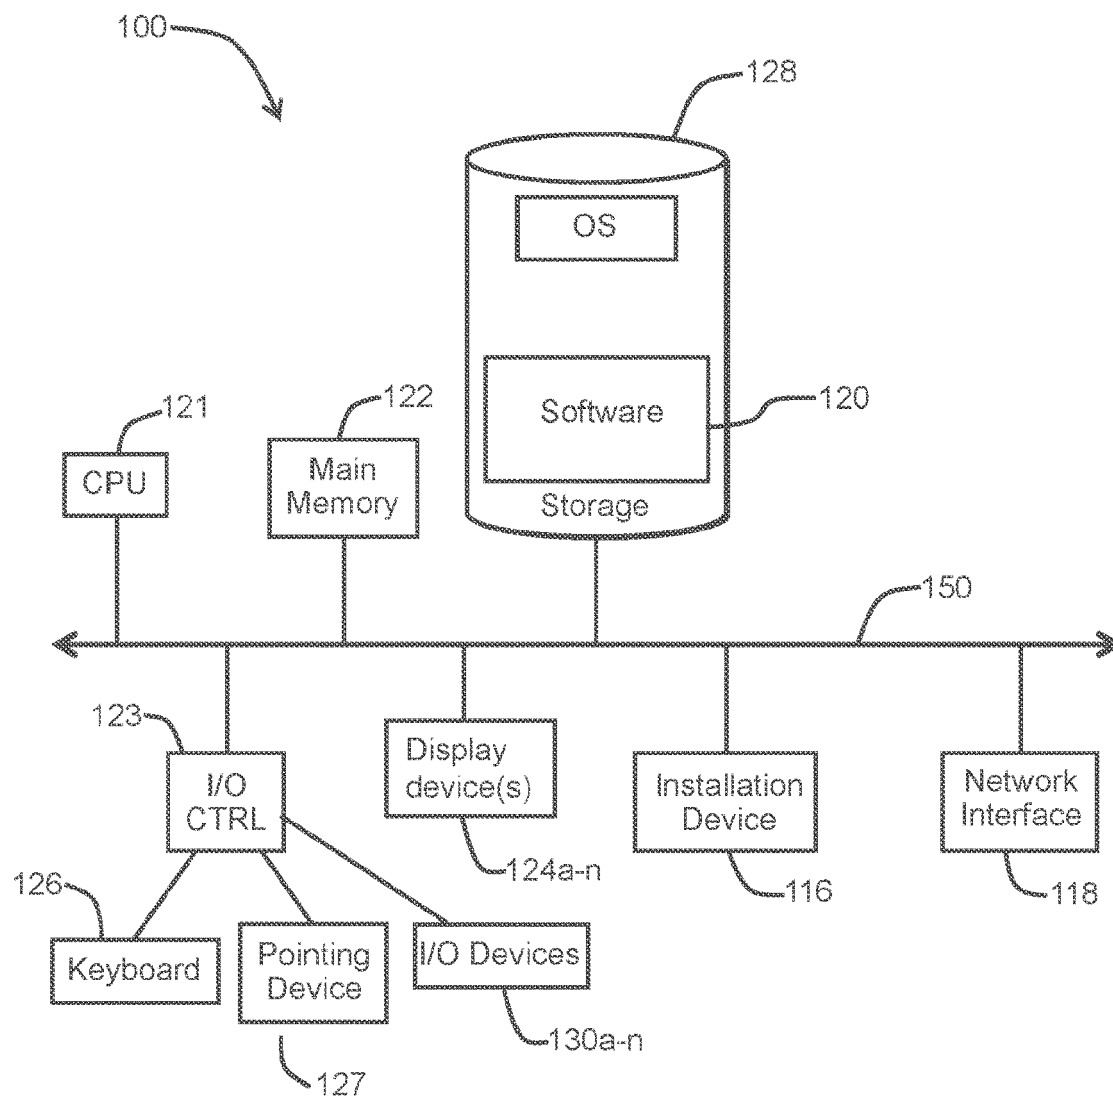 100
128
OS
Software
120
Storage
121
CPU
122
Main
Memory
150
123
I/O
CTRL
Display
device(s)
124a-n
Installation
Device
116
Network
Interface
118
126
Keyboard
Pointing
Device
127
I/O Devices
130a-n